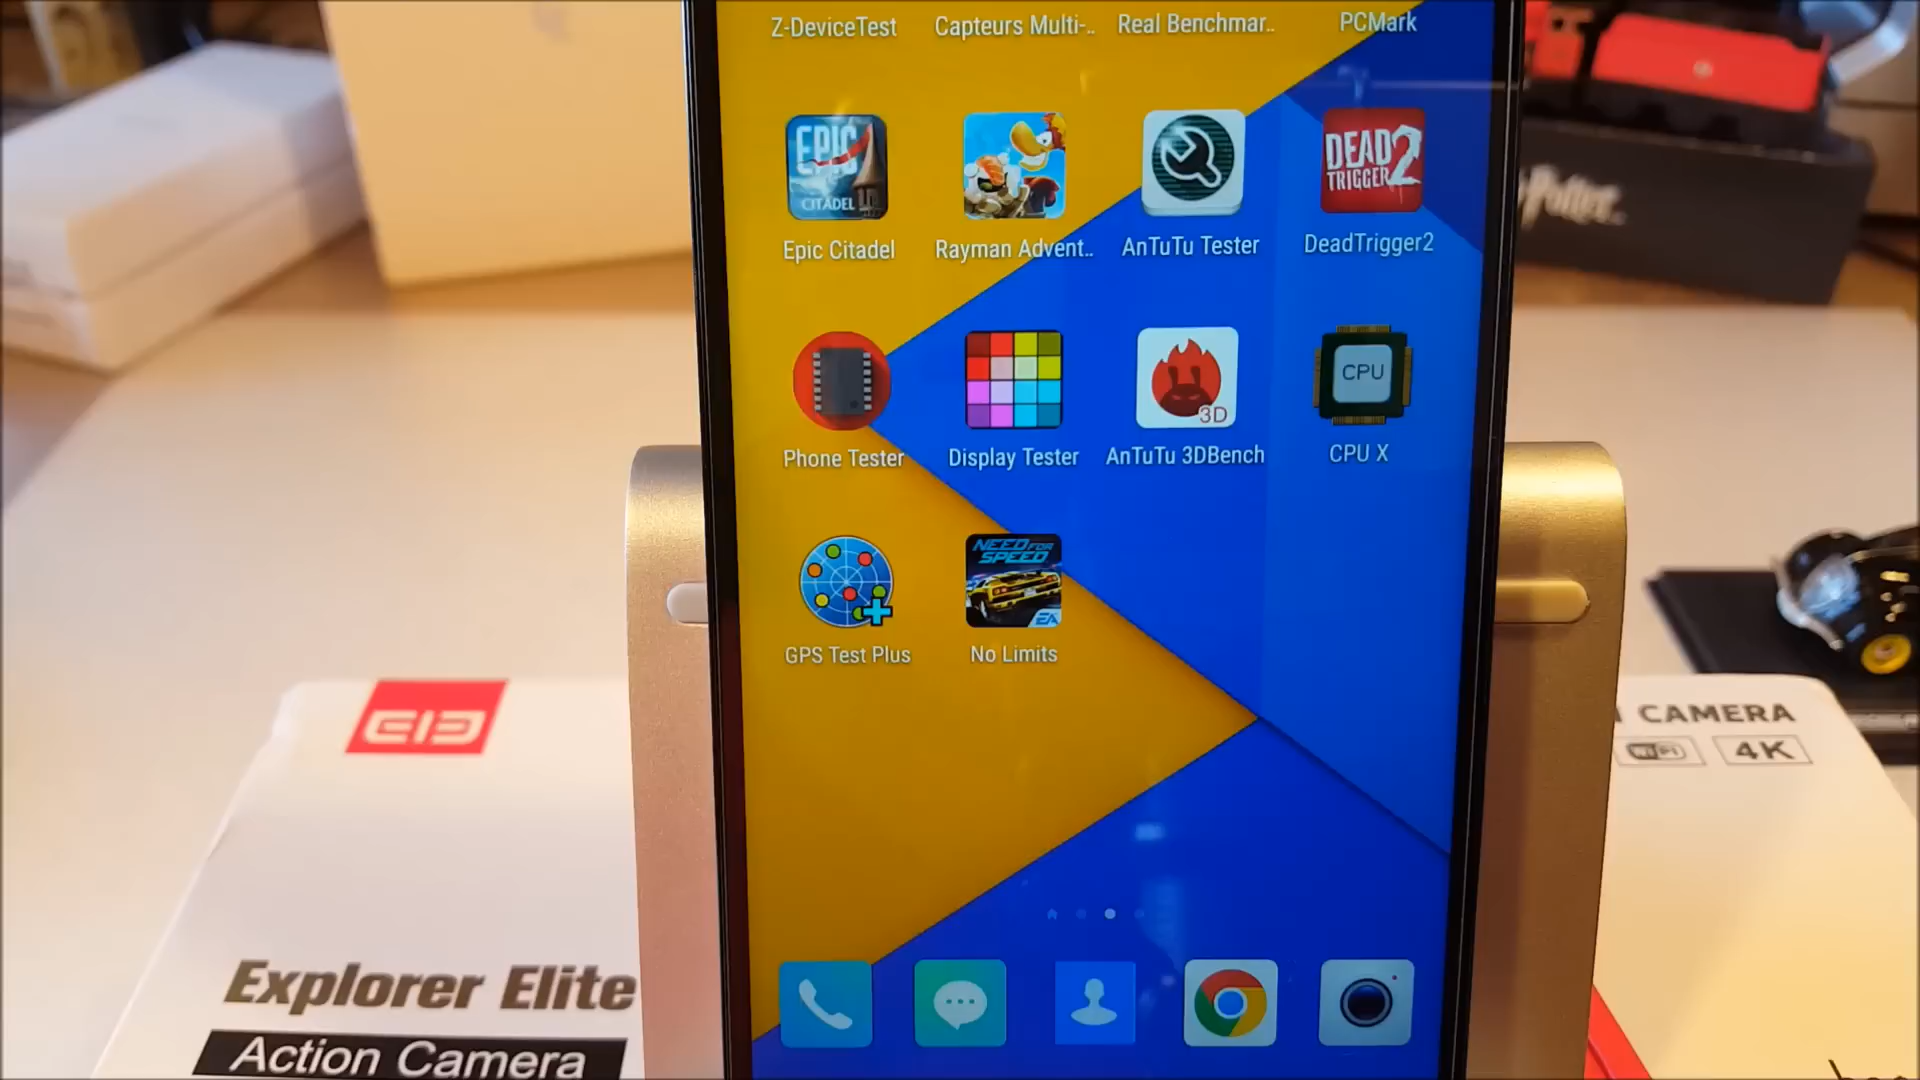 Z-DeviceTest
Capteurs Multi-..
Real Benchmar..
PCMark
EPIC
CITADEL
DEAD
TRIGGER 2
Epic Citadel
Rayman Advent..
AnTuTu Tester
DeadTrigger2
Potter
3D
CPU
Phone Tester
Display Tester
AnTuTu 3DBench
CPU X
NEED FOR
SPEED
EA
GPS Test Plus
No Limits
CAMERA
WiFi
4K
Explorer Elite
Action Camera